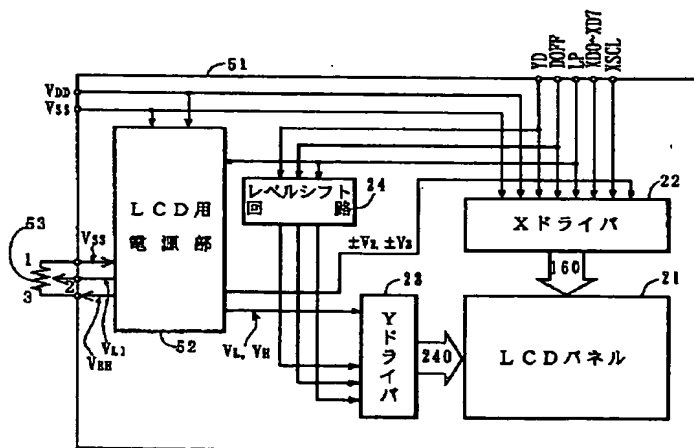 51
YD
DOFF
LP
XD0~XD7
XSCL
VDD
VSS
LCD用
電源部
52
レベルシフト
回路
24
22
Xドライバ
53
VSS
1
2
3
VL1
VEH
±V2, ±V3
VL, VH
23
Yドライバ
160
240
21
LCDパネル